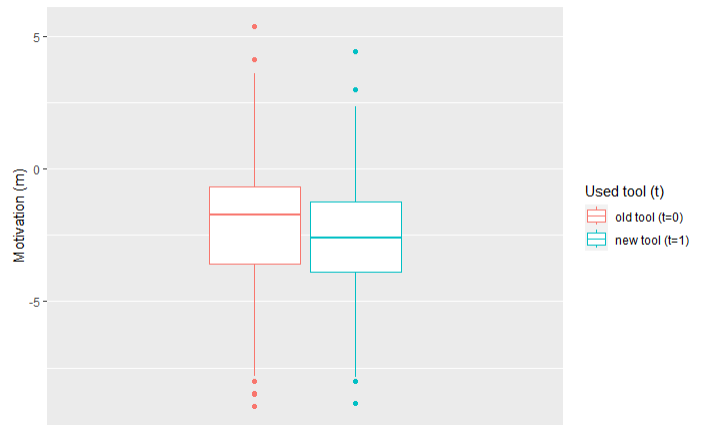 5
0
-5
Motivation (m)
Used tool (t)
old tool (t=0)
new tool (t=1)